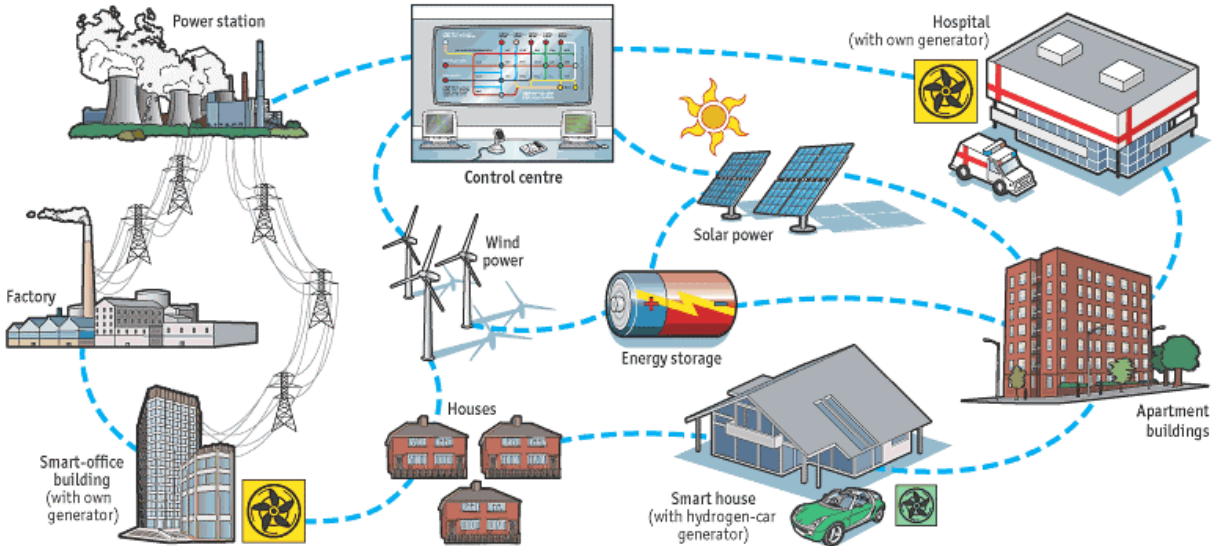 Power station
Control centre
Hospital
(with own
generator)
Solar power
Wind
power
Factory
Energy storage
Houses
Apartment
buildings
Smart-office
building
(with own
generator)
Smart house
(with hydrogen-car
generator)